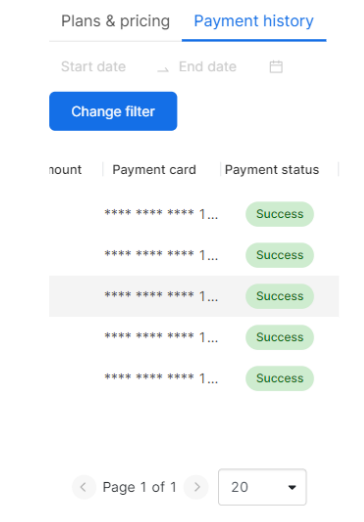 Plans & pricing Payment history
Start date End date
Change filter
nount Payment card Payment status
**** **** **** 1... Success
**** **** **** 1... Success
**** **** **** 1... Success
**** **** **** 1... Success
**** **** **** 1... Success
Page 1 of 1 20